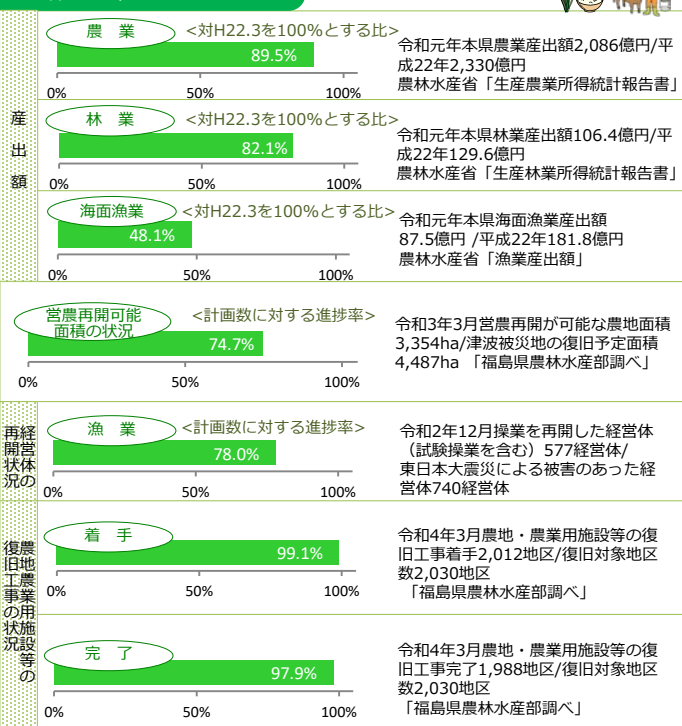 産出額
農 業
<対H22.3を100%とする比>
89.5%
0% 50% 100%
令和元年本県農業産出額2,086億円/平
成22年2,330億円
農林水産省「生産農業所得統計報告書」
林 業
<対H22.3を100%とする比>
82.1%
0% 50% 100%
令和元年本県林業産出額106.4億円/平
成22年129.6億円
農林水産省「生産林業所得統計報告書」
海面漁業
<対H22.3を100%とする比>
48.1%
0% 50% 100%
令和元年本県海面漁業産出額
87.5億円 /平成22年181.8億円
農林水産省「漁業産出額」
営農再開可能
面積の状況
<計画数に対する進捗率>
74.7%
0% 50% 100%
令和3年3月営農再開が可能な農地面積
3,354ha/津波被災地の復旧予定面積
4,487ha 「福島県農林水産部調べ」
経営体の
再開状況
漁 業
<計画数に対する進捗率>
78.0%
0% 50% 100%
令和2年12月操業を再開した経営体
（試験操業を含む）577経営体/
東日本大震災による被害のあった経
営体740経営体
農地農業用施設等の
復旧工事の状況
着 手
99.1%
0% 50% 100%
令和4年3月農地・農業用施設等の復
旧工事着手2,012地区/復旧対象地区
数2,030地区
「福島県農林水産部調べ」
完 了
97.9%
0% 50% 100%
令和4年3月農地・農業用施設等の復
旧工事完了1,988地区/復旧対象地区
数2,030地区
「福島県農林水産部調べ」